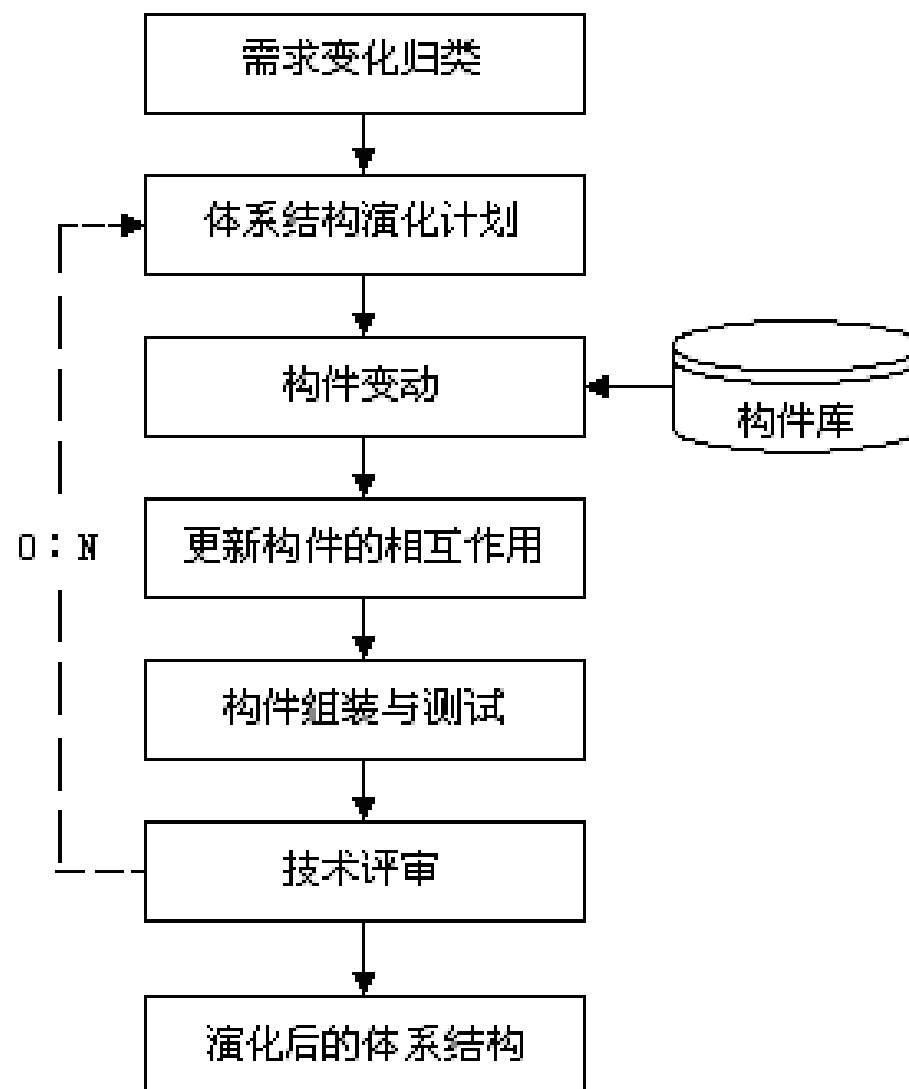 需求变化归类
体系结构演化计划
构件变动
构件库
更新构件的相互作用
0：N
构件组装与测试
技术评审
演化后的体系结构